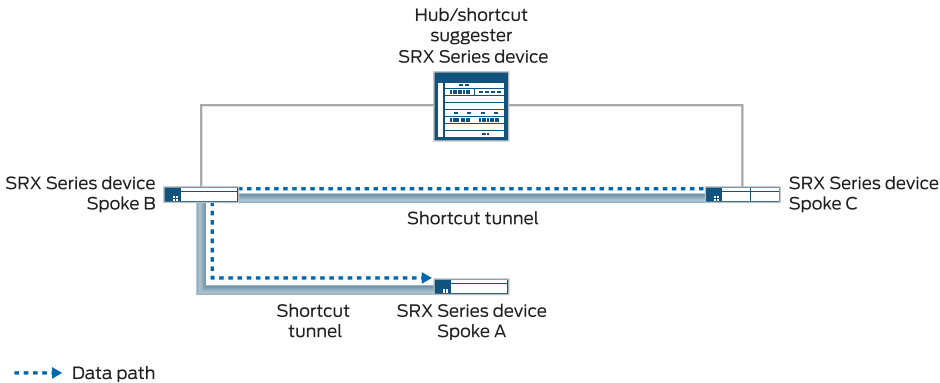 Hub/shortcut
suggester
SRX Series device
SRX Series device
Spoke B
SRX Series device
Spoke C
Shortcut tunnel
Shortcut
tunnel
SRX Series device
Spoke A
Data path